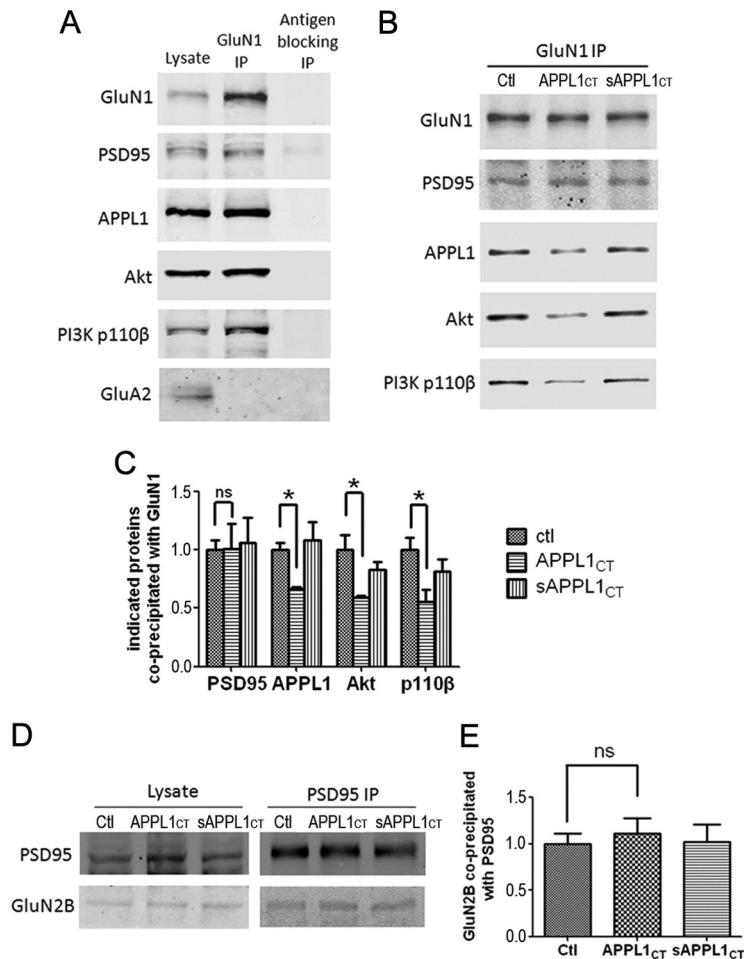 A
Lysate
GluN1
IP
Antigen
blocking
IP
GluN1
PSD95
APPL1
Akt
PI3K p110β
GluA2
B
GluN1 IP
Ctl APPL1CT sAPPL1CT
GluN1
PSD95
APPL1
Akt
PI3K p110β
C
indicated proteins
co-precipitated with GluN1
1.5
1.0
0.5
0.0
ns
*
*
*
PSD95 APPL1 Akt p110β
ctl
APPL1CT
sAPPL1CT
D
Lysate
PSD95 IP
Ctl APPL1CT sAPPL1CT
Ctl APPL1CT sAPPL1CT
PSD95
GluN2B
E
GluN2B co-precipitated
with PSD95
1.5
1.0
0.5
0.0
ns
Ctl APPL1CT sAPPL1CT